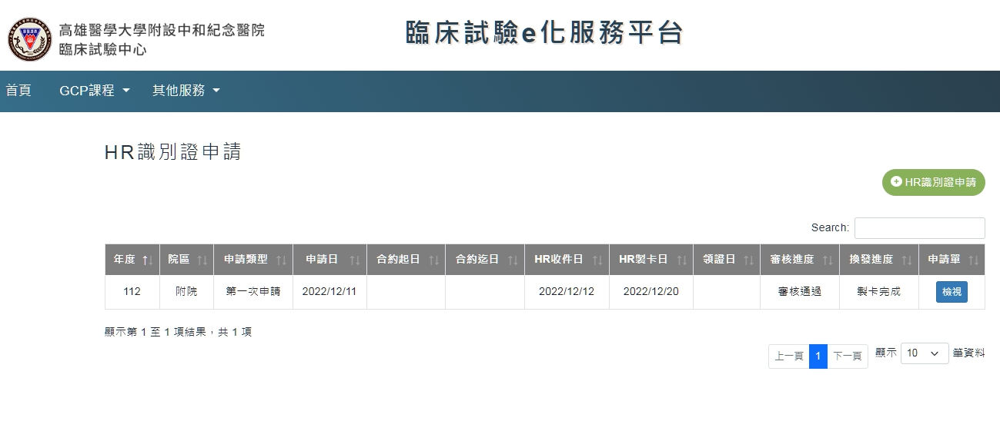 高雄醫學大學附設中和紀念醫院
臨床試驗中心
臨床試驗e化服務平台
首頁 GCP課程 其他服務
HR識別證申請
HR識別證申請
Search:
年度 院區 申請類型 申請日 合約起日 合約迄日 HR收件日 HR製卡日 領證日 審核進度 換發進度 申請單
112 附院 第一次申請 2022/12/11 2022/12/12 2022/12/20 審核通過 製卡完成 檢視
顯示第 1 至 1 項結果，共 1 項
上一頁 1 下一頁 顯示 10 筆資料